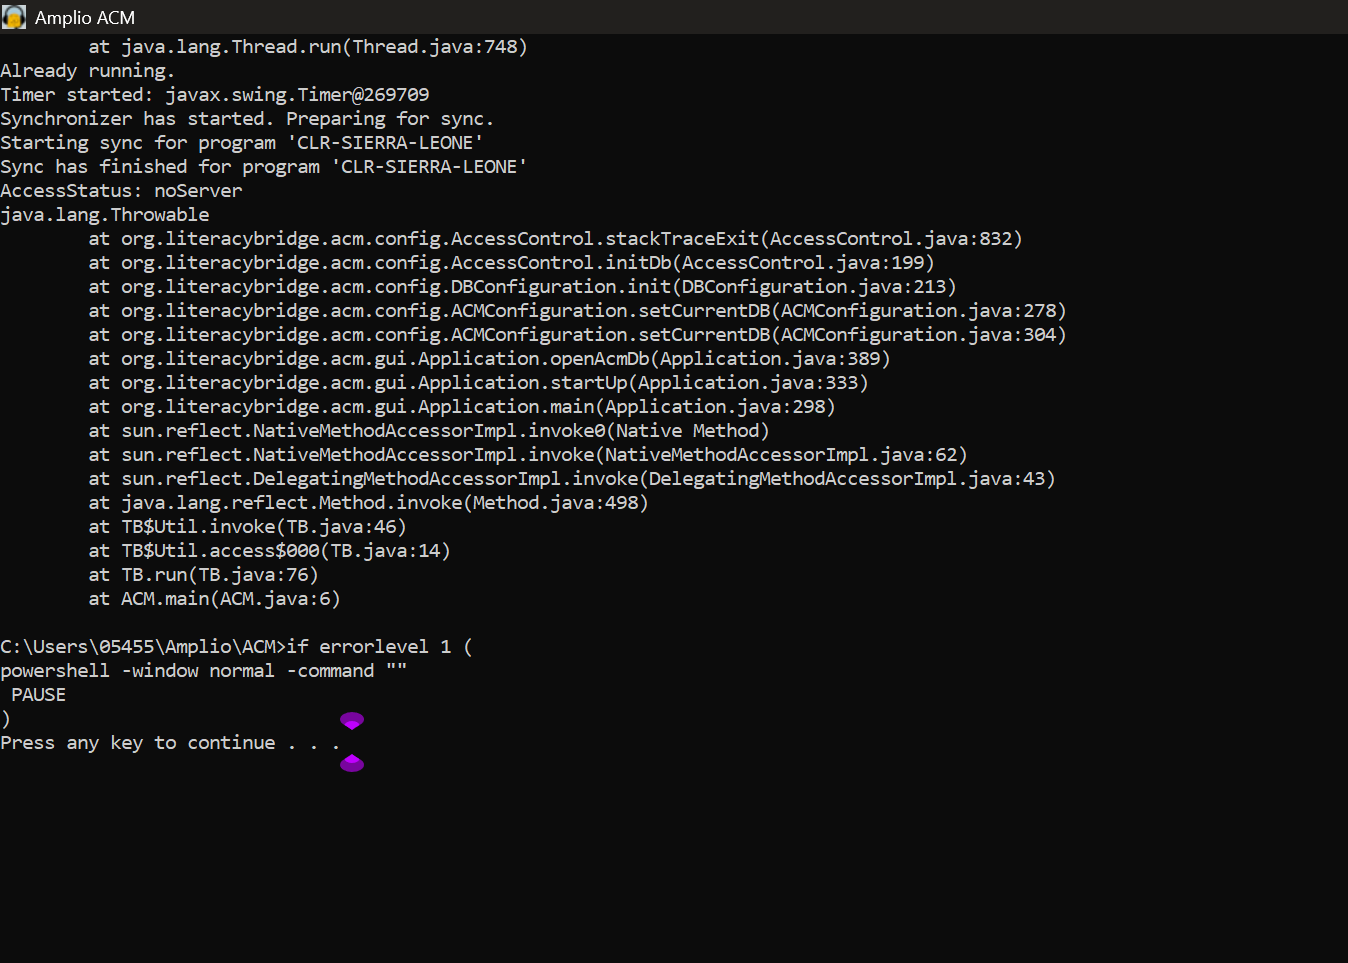 Amplio ACM
at java.lang.Thread.run(Thread.java:748)
Already running.
Timer started: javax.swing.Timer@269709
Synchronizer has started. Preparing for sync.
Starting sync for program 'CLR-SIERRA-LEONE'
Sync has finished for program 'CLR-SIERRA-LEONE'
AccessStatus: noServer
java.lang.Throwable
at org.literacybridge.acm.config.AccessControl.stackTraceExit(AccessControl.java:832)
at org.literacybridge.acm.config.AccessControl.initDb(AccessControl.java:199)
at org.literacybridge.acm.config.DBConfiguration.init(DBConfiguration.java:213)
at org.literacybridge.acm.config.ACMConfiguration.setCurrentDB(ACMConfiguration.java:278)
at org.literacybridge.acm.config.ACMConfiguration.setCurrentDB(ACMConfiguration.java:304)
at org.literacybridge.acm.gui.Application.openAcmDb(Application.java:389)
at org.literacybridge.acm.gui.Application.startUp(Application.java:333)
at org.literacybridge.acm.gui.Application.main(Application.java:298)
at sun.reflect.NativeMethodAccessorImpl.invoke0(Native Method)
at sun.reflect.NativeMethodAccessorImpl.invoke(NativeMethodAccessorImpl.java:62)
at sun.reflect.DelegatingMethodAccessorImpl.invoke(DelegatingMethodAccessorImpl.java:43)
at java.lang.reflect.Method.invoke(Method.java:498)
at TB$Util.invoke(TB.java:46)
at TB$Util.access$000(TB.java:14)
at TB.run(TB.java:76)
at ACM.main(ACM.java:6)
C:\Users\05455\Amplio\ACM>if errorlevel 1 (
powershell -window normal -command ""
PAUSE
)
Press any key to continue . . .